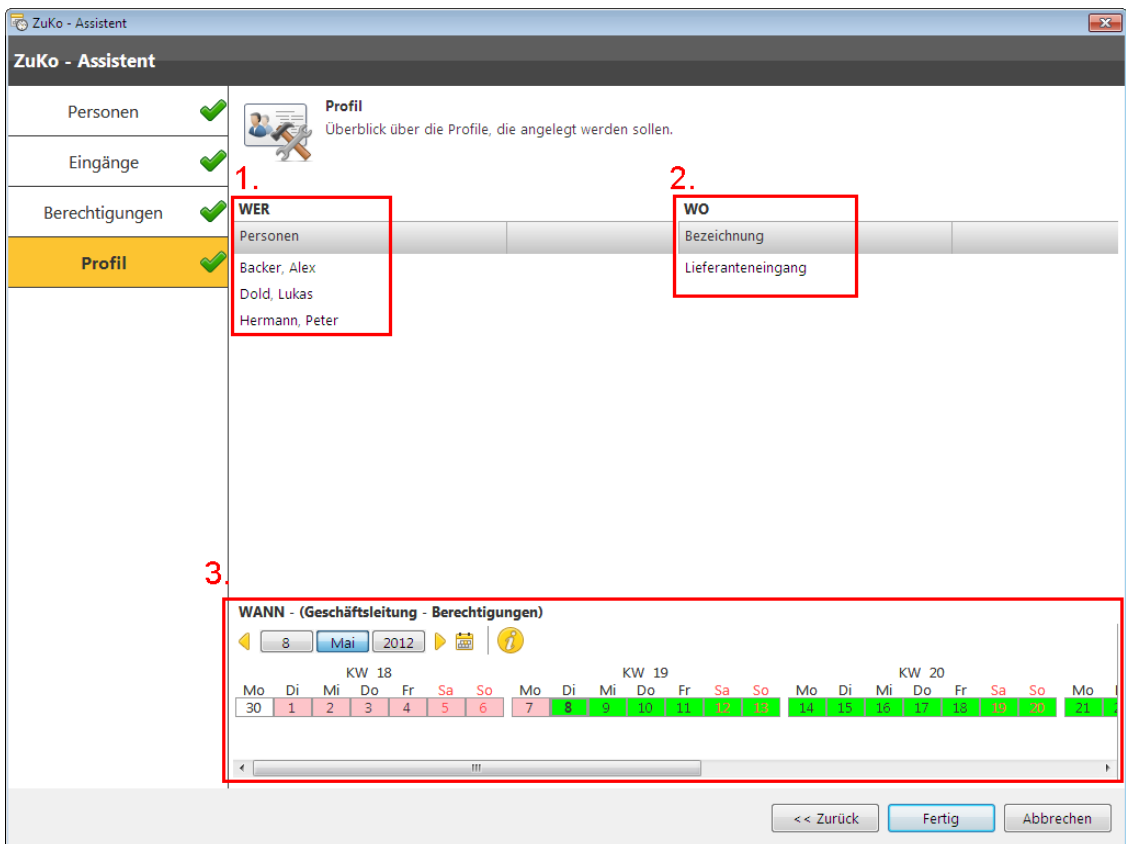 ZuKo - Assistent
ZuKo - Assistent
Personen
Eingänge
Berechtigungen
Profil
Profil
Überblick über die Profile, die angelegt werden sollen.
1.
2.
WER
WO
Personen
Bezeichnung
Backer, Alex
Lieferanteneingang
Dold, Lukas
Hermann, Peter
3.
WANN - (Geschäftsleitung - Berechtigungen)
8 Mai 2012
KW 18 KW 19 KW 20
Mo Di Mi Do Fr Sa So Mo Di Mi Do Fr Sa So Mo Di Mi Do Fr Sa So Mo
30 1 2 3 4 5 6 7 8 9 10 11 12 13 14 15 16 17 18 19 20 21
<< Zurück Fertig Abbrechen